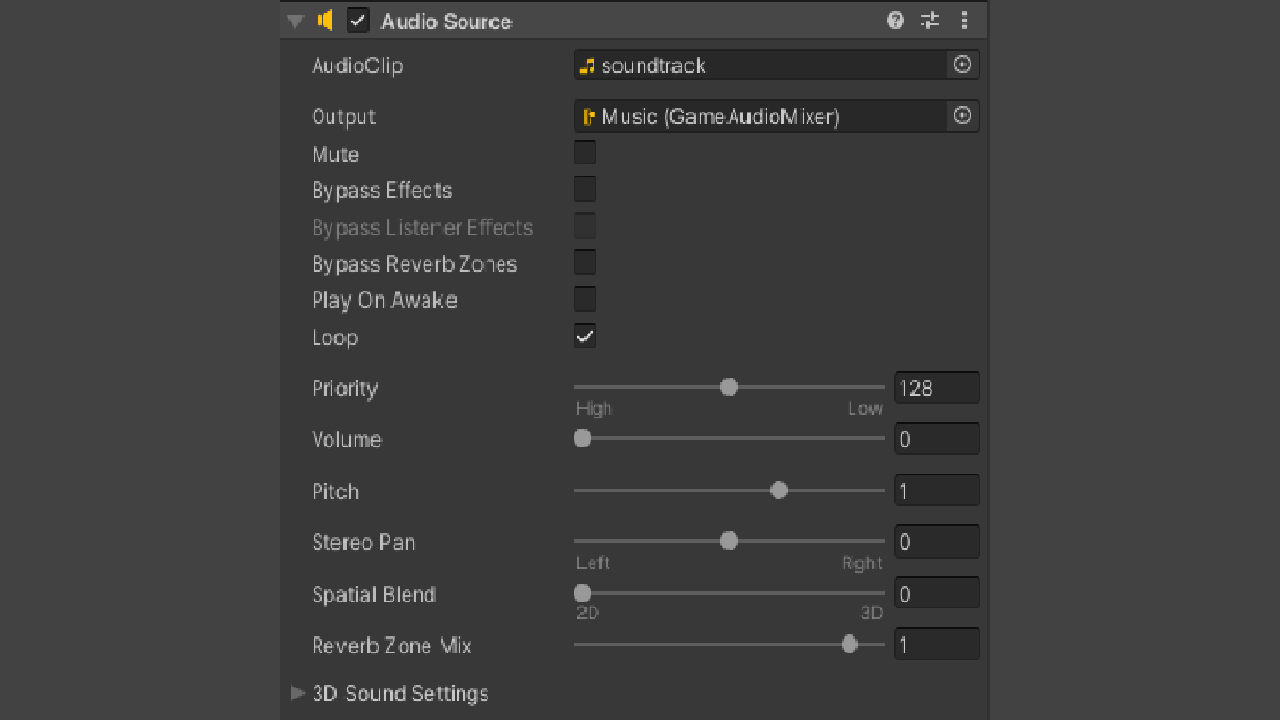 Audio Source
AudioClip soundtrack
Output Music (GameAudioMixer)
Mute
Bypass Effects
Bypass Listener Effects
Bypass Reverb Zones
Play On Awake
Loop
Priority 128
High Low
Volume 0
Pitch 1
Stereo Pan 0
Left Right
Spatial Blend 0
2D 3D
Reverb Zone Mix 1
3D Sound Settings